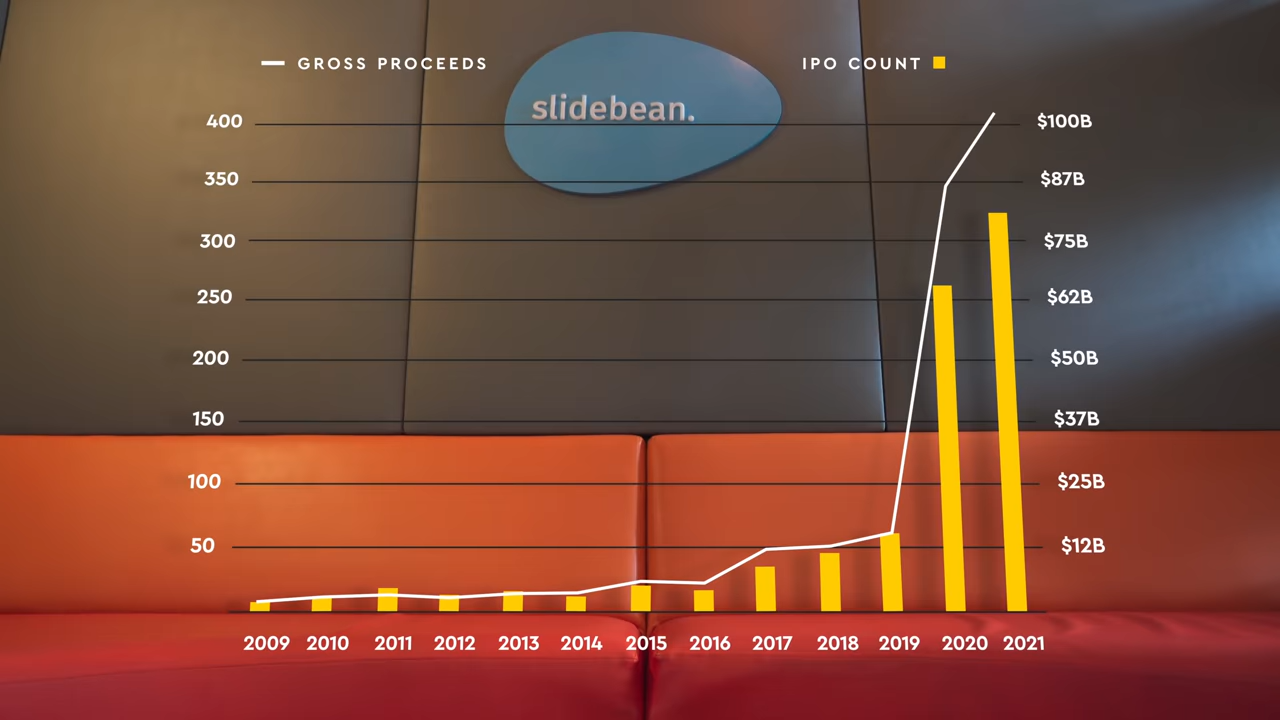 GROSS PROCEEDS
IPO COUNT
slidebean.
400
$100B
350
$87B
300
$75B
250
$62B
200
$50B
150
$37B
100
$25B
50
$12B
2009 2010 2011 2012 2013 2014 2015 2016 2017 2018 2019 2020 2021